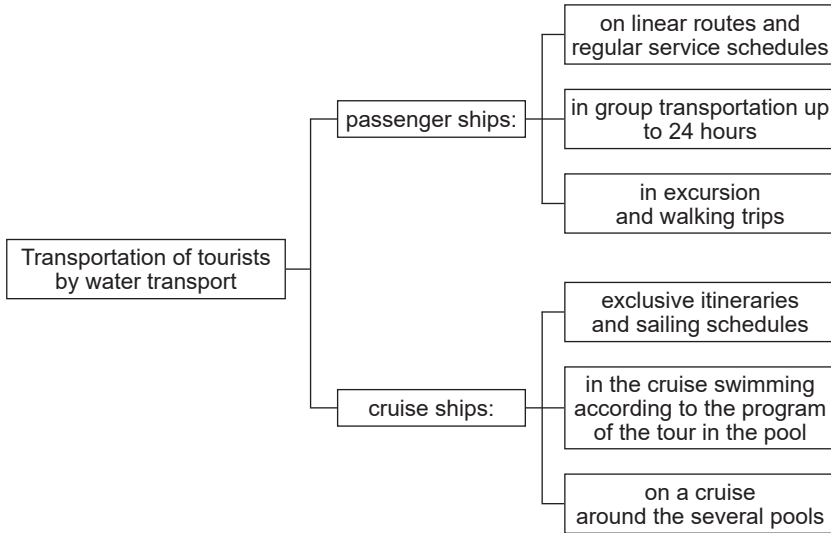 Transportation of tourists
by water transport
passenger ships:
on linear routes and
regular service schedules
in group transportation up
to 24 hours
in excursion
and walking trips
cruise ships:
exclusive itineraries
and sailing schedules
in the cruise swimming
according to the program
of the tour in the pool
on a cruise
around the several pools